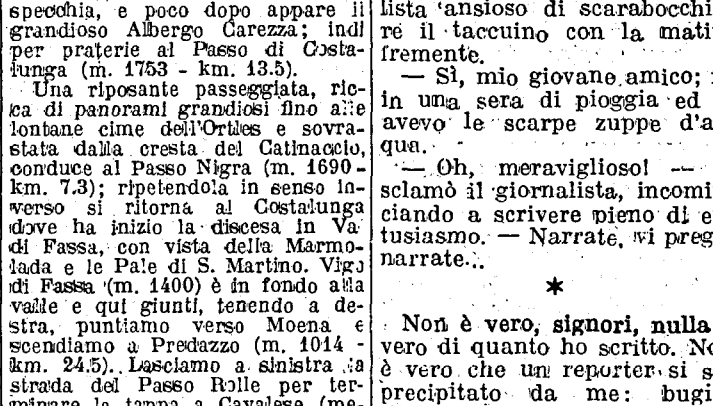 specchia, e poco dopo appare il
grandioso Albergo Carezza; indi
per praterie al Passo di Costa-
lunga (m. 1753 - km. 13.5).
Una riposante passeggiata, ric-
ca di panorami grandiosi fino alle
lontane cime dell'Ortles e sovra-
stata dalla cresta del Catinaccio,
conduce al Passo Nigra (m. 1690 -
km. 7.3); ripetendola in senso in-
verso si ritorna al Costalunga
dove ha inizio la discesa in Va
di Fassa, con vista della Marmo-
lada e le Pale di S. Martino. Vigo
di Fassa (m. 1400) è in fondo alla
valle e qui giunti, tenendo a de-
stra, puntiamo verso Moena e
scendiamo a Predazzo (m. 1014 -
km. 24.5). Lasciamo a sinistra la
strada del Passo Rolle per ter-
minare la tappa a Cavalese (me-
lista ansioso di scarabocchi
re il taccuino con la mati
fremente.
— Sì, mio giovane amico;
in una sera di pioggia ed
avevo le scarpe zuppe d'a
qua.
— Oh, meraviglioso! —
sclamò il giornalista, incomi
ciando a scrivere pieno di e
tusiasmo. — Narrate, vi preg
narrate...
*
Non è vero, signori, nulla
vero di quanto ho scritto. No
è vero che un reporter si s
precipitato da me: bugi